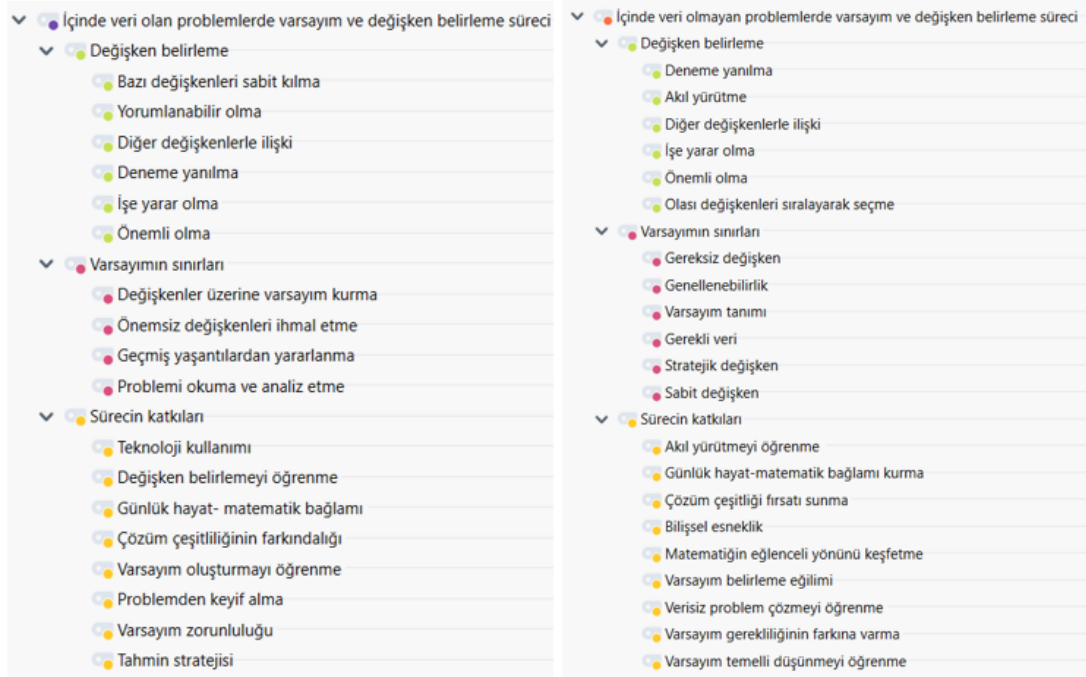 İçinde veri olan problemlerde varsayım ve değişken belirleme süreci
Değişken belirleme
Bazı değişkenleri sabit kılma
Yorumlanabilir olma
Diğer değişkenlerle ilişki
Deneme yanılma
İşe yarar olma
Önemli olma
Varsayımın sınırları
Değişkenler üzerine varsayım kurma
Önemsiz değişkenleri ihmal etme
Geçmiş yaşantılardan yararlanma
Problemi okuma ve analiz etme
Sürecin katkıları
Teknoloji kullanımı
Değişken belirlemeyi öğrenme
Günlük hayat- matematik bağlamı
Çözüm çeşitliliğinin farkındalığı
Varsayım oluşturmayı öğrenme
Problemden keyif alma
Varsayım zorunluluğu
Tahmin stratejisi
İçinde veri olmayan problemlerde varsayım ve değişken belirleme süreci
Değişken belirleme
Deneme yanılma
Akıl yürütme
Diğer değişkenlerle ilişki
İşe yarar olma
Önemli olma
Olası değişkenleri sıralayarak seçme
Varsayımın sınırları
Gereksiz değişken
Genellenebilirlik
Varsayım tanımı
Gerekli veri
Stratejik değişken
Sabit değişken
Sürecin katkıları
Akıl yürütmeyi öğrenme
Günlük hayat-matematik bağlamı kurma
Çözüm çeşitliği fırsatı sunma
Bilişsel esneklik
Matematiğin eğlenceli yönünü keşfetme
Varsayım belirleme eğilimi
Verisiz problem çözmeyi öğrenme
Varsayım gerekliliğinin farkına varma
Varsayım temelli düşünmeyi öğrenme